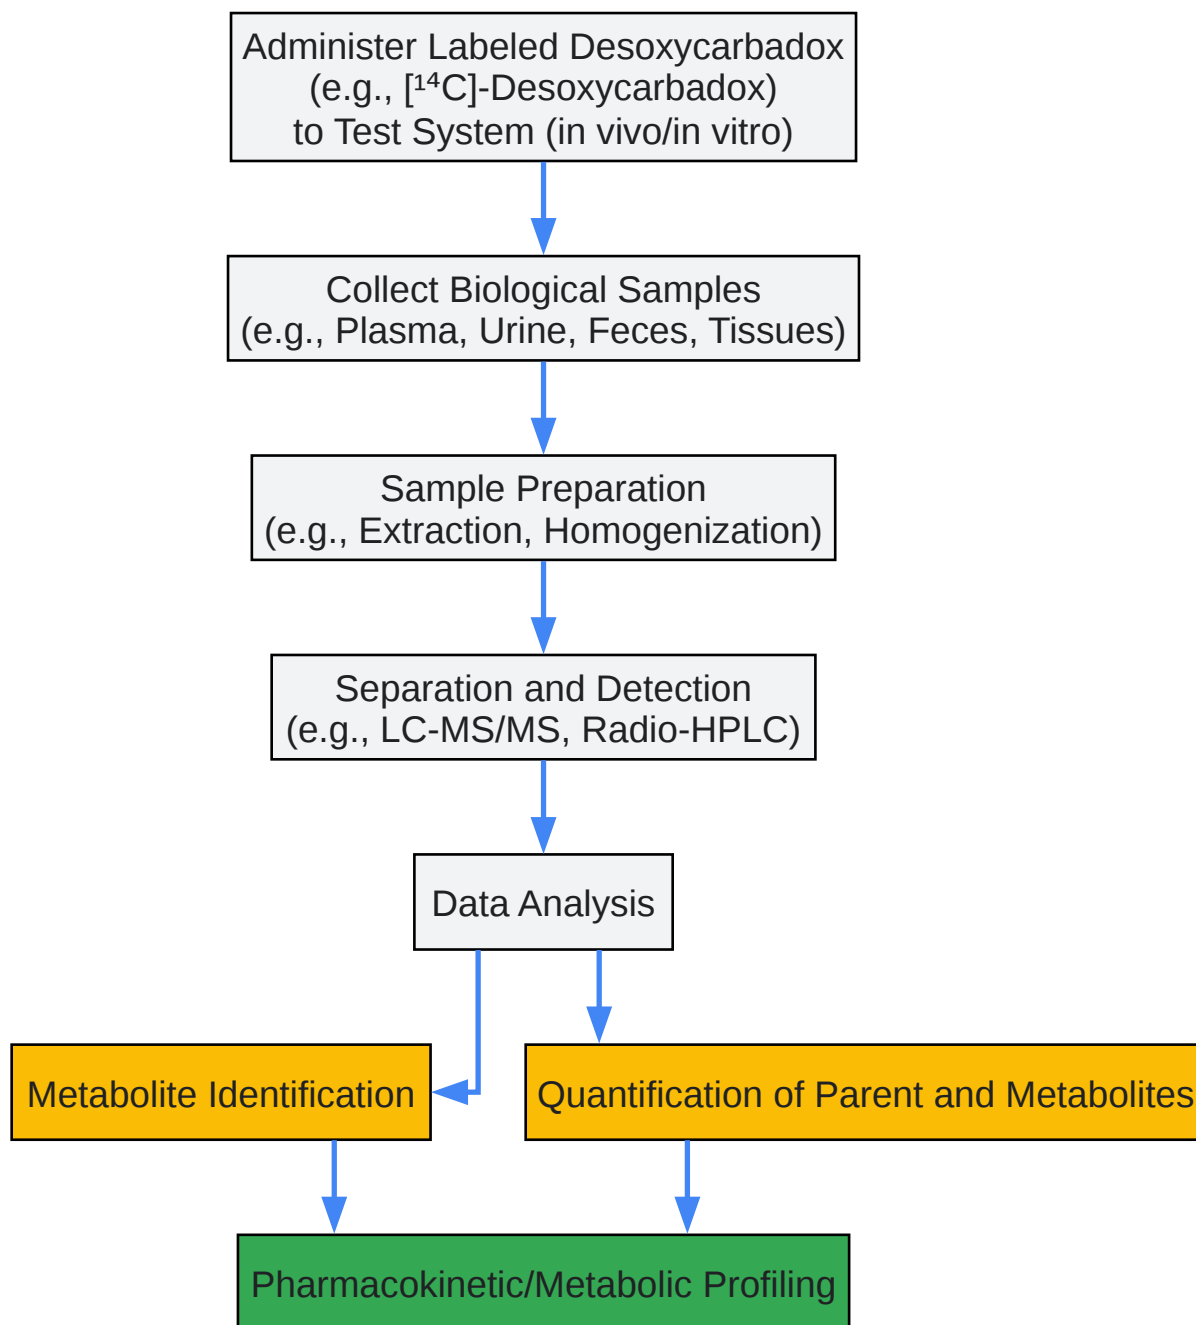 Administer Labeled Desoxycarbadox
(e.g., [¹⁴C]-Desoxycarbadox)
to Test System (in vivo/in vitro)
Collect Biological Samples
(e.g., Plasma, Urine, Feces, Tissues)
Sample Preparation
(e.g., Extraction, Homogenization)
Separation and Detection
(e.g., LC-MS/MS, Radio-HPLC)
Data Analysis
Metabolite Identification
Quantification of Parent and Metabolites
Pharmacokinetic/Metabolic Profiling